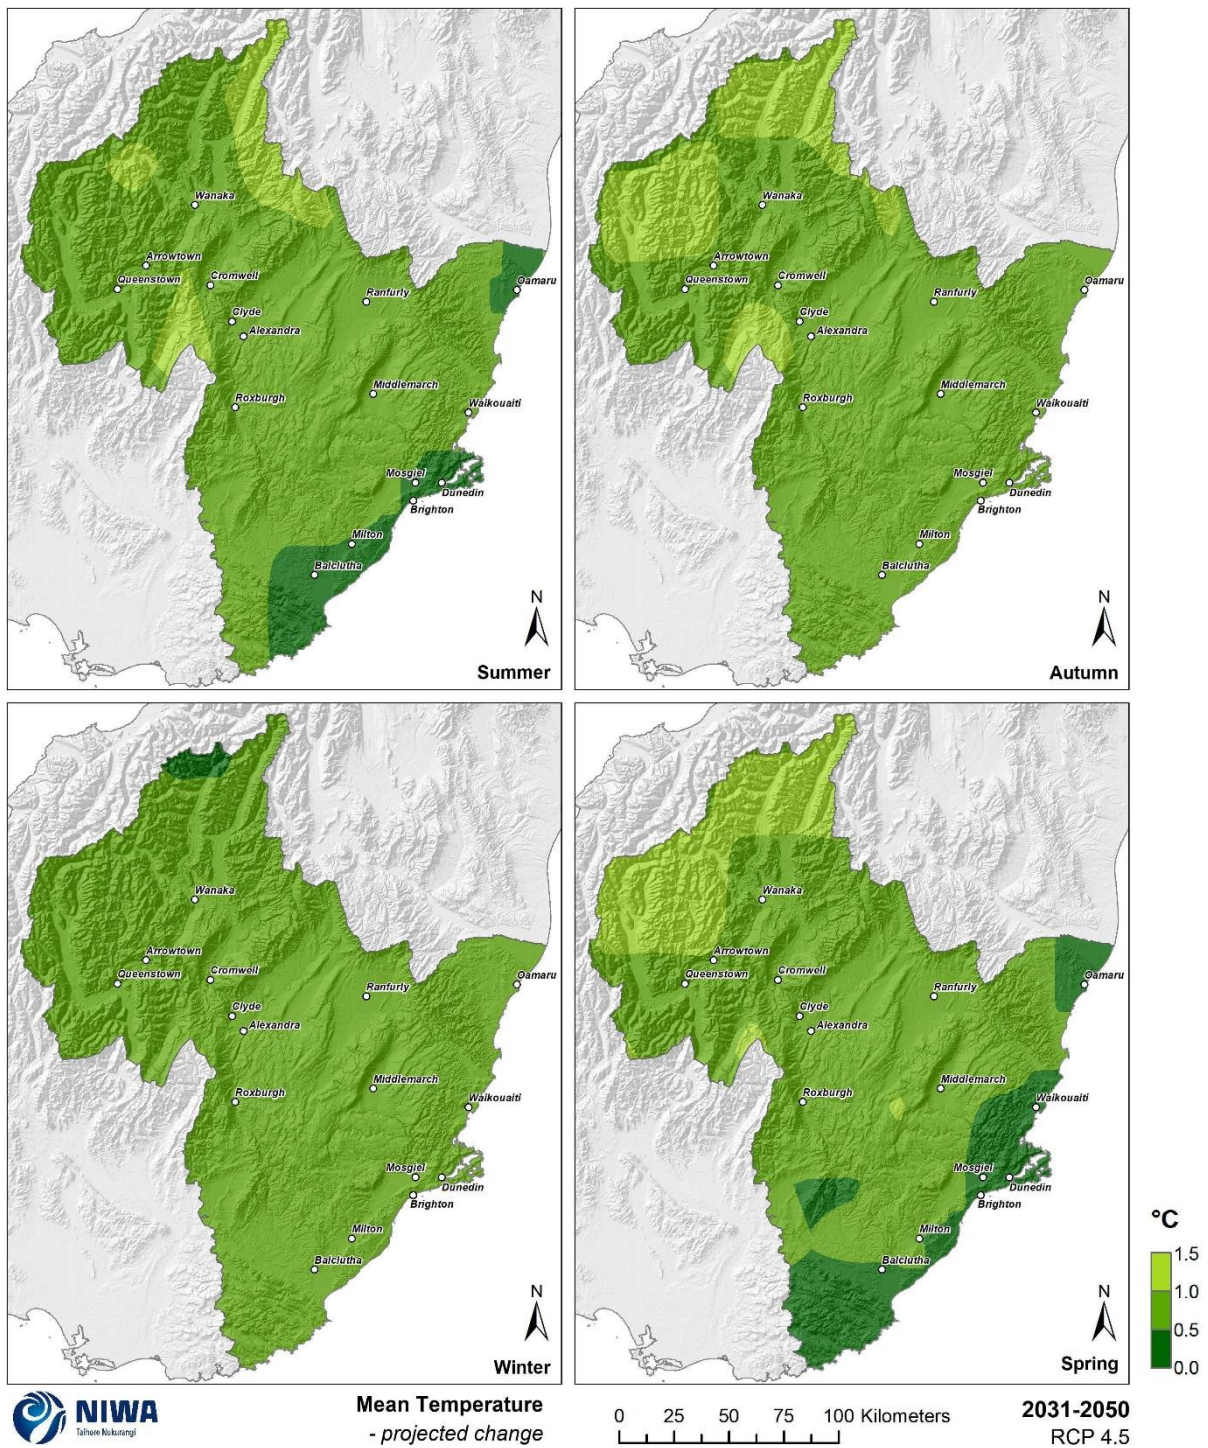 Wanaka
Arrowtown
Queenstown
Cromwell
Oamaru
Ranfurly
Clyde
Alexandra
Middlemarch
Roxburgh
Waikouaiti
Mosgiel
Dunedin
Brighton
Milton
Balclutha
N
Summer
Wanaka
Arrowtown
Queenstown
Cromwell
Oamaru
Ranfurly
Clyde
Alexandra
Middlemarch
Roxburgh
Waikouaiti
Mosgiel
Dunedin
Brighton
Milton
Balclutha
N
Autumn
Wanaka
Arrowtown
Queenstown
Cromwell
Oamaru
Ranfurly
Clyde
Alexandra
Middlemarch
Roxburgh
Waikouaiti
Mosgiel
Dunedin
Brighton
Milton
Balclutha
N
Winter
Wanaka
Arrowtown
Queenstown
Cromwell
Oamaru
Ranfurly
Clyde
Alexandra
Middlemarch
Roxburgh
Waikouaiti
Mosgiel
Dunedin
Brighton
Milton
Balclutha
N
Spring
°C
1.5
1.0
0.5
0.0
NIWA
Taihoro Nukurangi
Mean Temperature
- projected change
0 25 50 75 100 Kilometers
2031-2050
RCP 4.5